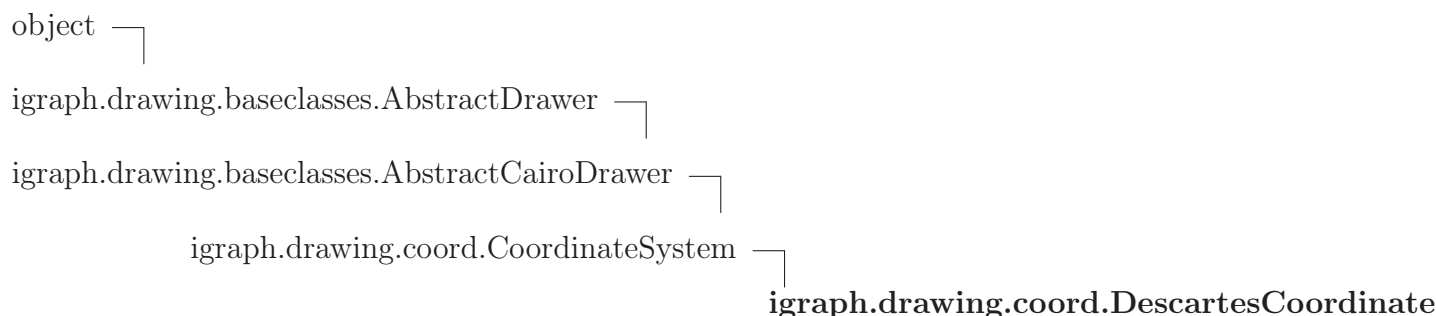 object
igraph.drawing.baseclasses.AbstractDrawer
igraph.drawing.baseclasses.AbstractCairoDrawer
igraph.drawing.coord.CoordinateSystem
igraph.drawing.coord.DescartesCoordinate